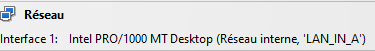 Réseau
Interface 1: Intel PRO/1000 MT Desktop (Réseau interne, 'LAN_IN_A')